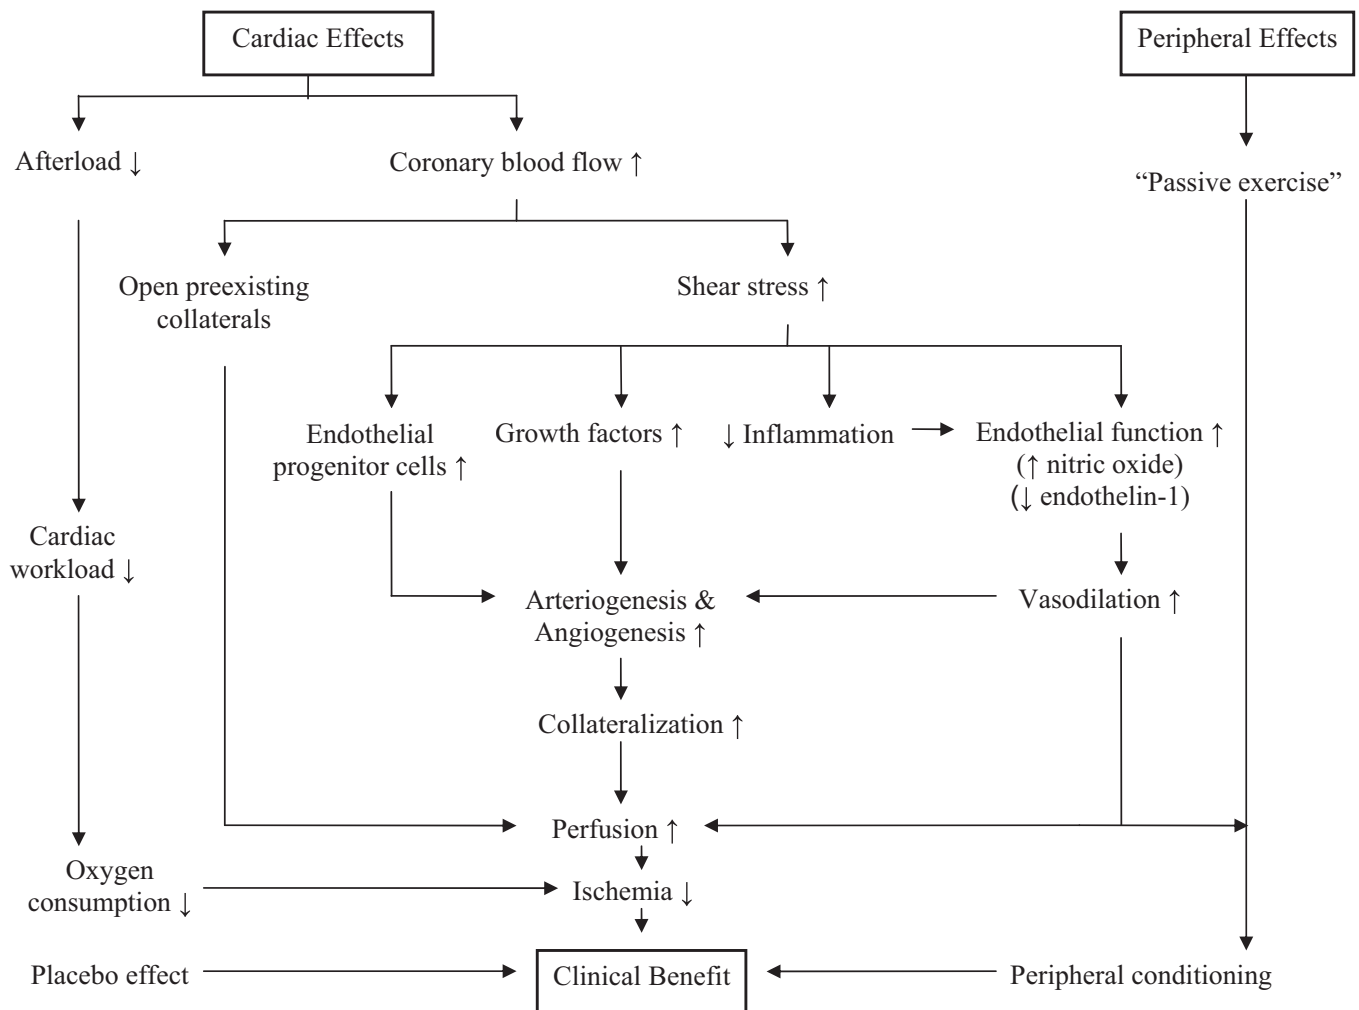 Cardiac Effects
Peripheral Effects
Afterload ↓
Coronary blood flow ↑
“Passive exercise”
Open preexisting
collaterals
Shear stress ↑
Endothelial
progenitor cells ↑
Growth factors ↑
↓ Inflammation
Endothelial function ↑
(↑ nitric oxide)
(↓ endothelin-1)
Cardiac
workload ↓
Arteriogenesis &
Angiogenesis ↑
Vasodilation ↑
Collateralization ↑
Perfusion ↑
Oxygen
consumption ↓
Ischemia ↓
Placebo effect
Clinical Benefit
Peripheral conditioning